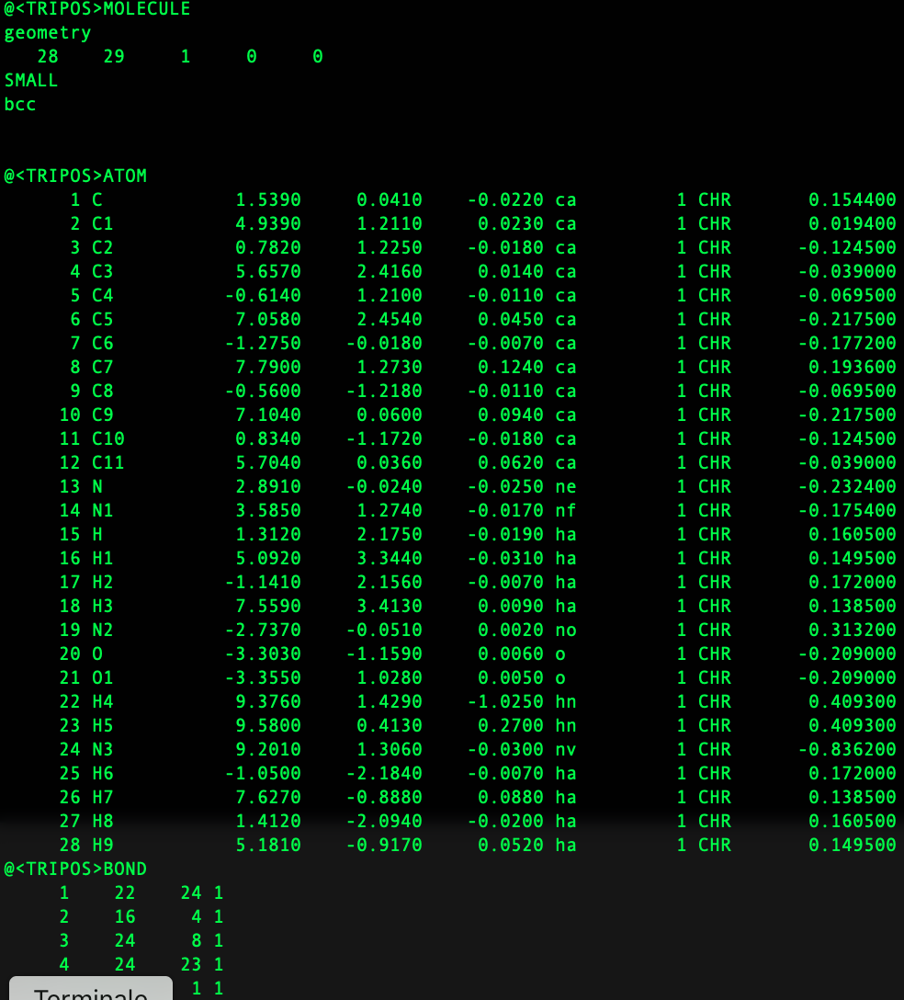 @<TRIPOS>MOLECULE
geometry
28 29 1 0 0
SMALL
bcc
@<TRIPOS>ATOM
1 C 1.5390 0.0410 -0.0220 ca 1 CHR 0.154400
2 C1 4.9390 1.2110 0.0230 ca 1 CHR 0.019400
3 C2 0.7820 1.2250 -0.0180 ca 1 CHR -0.124500
4 C3 5.6570 2.4160 0.0140 ca 1 CHR -0.039000
5 C4 -0.6140 1.2100 -0.0110 ca 1 CHR -0.069500
6 C5 7.0580 2.4540 0.0450 ca 1 CHR -0.217500
7 C6 -1.2750 -0.0180 -0.0070 ca 1 CHR -0.177200
8 C7 7.7900 1.2730 0.1240 ca 1 CHR 0.193600
9 C8 -0.5600 -1.2180 -0.0110 ca 1 CHR -0.069500
10 C9 7.1040 0.0600 0.0940 ca 1 CHR -0.217500
11 C10 0.8340 -1.1720 -0.0180 ca 1 CHR -0.124500
12 C11 5.7040 0.0360 0.0620 ca 1 CHR -0.039000
13 N 2.8910 -0.0240 -0.0250 ne 1 CHR -0.232400
14 N1 3.5850 1.2740 -0.0170 nf 1 CHR -0.175400
15 H 1.3120 2.1750 -0.0190 ha 1 CHR 0.160500
16 H1 5.0920 3.3440 -0.0310 ha 1 CHR 0.149500
17 H2 -1.1410 2.1560 -0.0070 ha 1 CHR 0.172000
18 H3 7.5590 3.4130 0.0090 ha 1 CHR 0.138500
19 N2 -2.7370 -0.0510 0.0020 no 1 CHR 0.313200
20 O -3.3030 -1.1590 0.0060 o 1 CHR -0.209000
21 O1 -3.3550 1.0280 0.0050 o 1 CHR -0.209000
22 H4 9.3760 1.4290 -1.0250 hn 1 CHR 0.409300
23 H5 9.5800 0.4130 0.2700 hn 1 CHR 0.409300
24 N3 9.2010 1.3060 -0.0300 nv 1 CHR -0.836200
25 H6 -1.0500 -2.1840 -0.0070 ha 1 CHR 0.172000
26 H7 7.6270 -0.8880 0.0880 ha 1 CHR 0.138500
27 H8 1.4120 -2.0940 -0.0200 ha 1 CHR 0.160500
28 H9 5.1810 -0.9170 0.0520 ha 1 CHR 0.149500
@<TRIPOS>BOND
1 22 24 1
2 16 4 1
3 24 8 1
4 24 23 1
1 1
Terminale